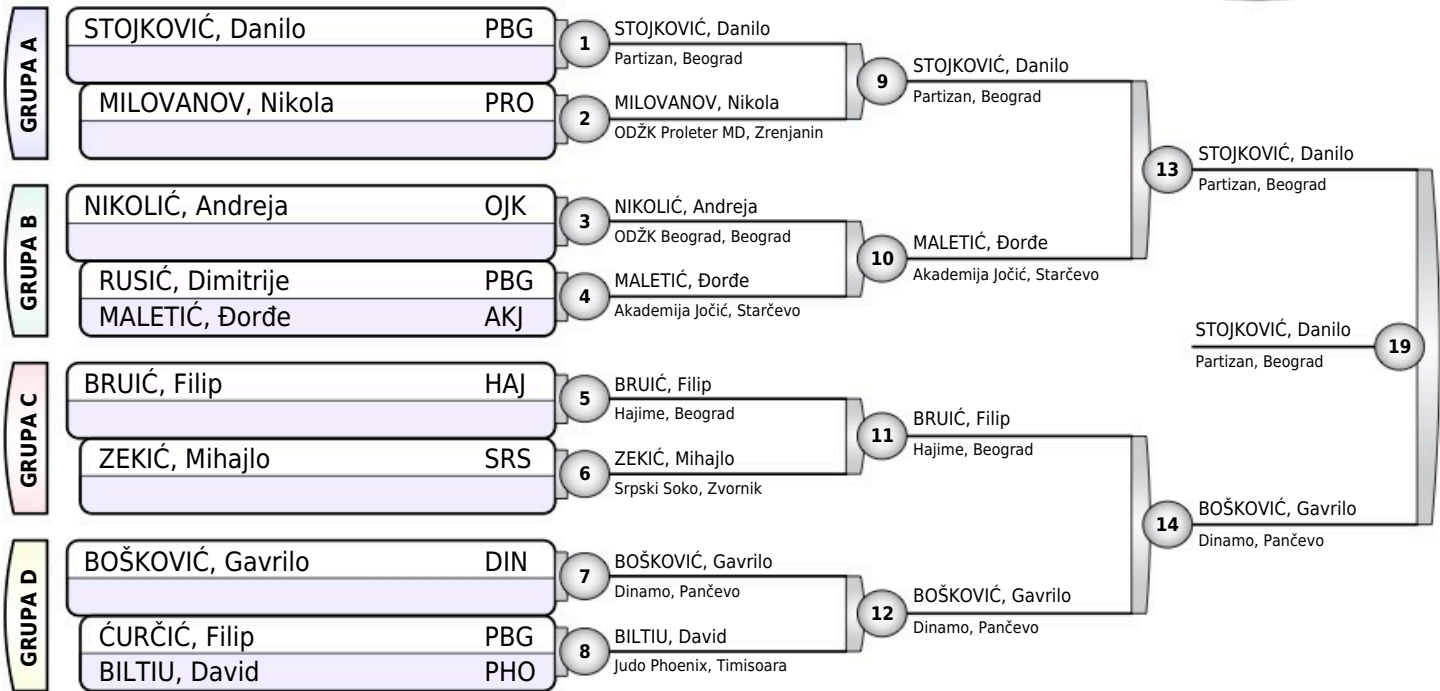 GRUPA A
STOJKOVIĆ, Danilo PBG
MILOVANOV, Nikola PRO
1
STOJKOVIĆ, Danilo
Partizan, Beograd
2
MILOVANOV, Nikola
ODŽK Proleter MD, Zrenjanin
9
STOJKOVIĆ, Danilo
Partizan, Beograd
GRUPA B
NIKOLIĆ, Andreja OJK
RUSIĆ, Dimitrije PBG
MALETIĆ, Đorđe AKJ
3
NIKOLIĆ, Andreja
ODŽK Beograd, Beograd
4
MALETIĆ, Đorđe
Akademija Jočić, Starčevo
10
MALETIĆ, Đorđe
Akademija Jočić, Starčevo
13
STOJKOVIĆ, Danilo
Partizan, Beograd
GRUPA C
BRUIĆ, Filip HAJ
ZEKIĆ, Mihajlo SRS
5
BRUIĆ, Filip
Hajime, Beograd
6
ZEKIĆ, Mihajlo
Srpski Soko, Zvornik
11
BRUIĆ, Filip
Hajime, Beograd
GRUPA D
BOŠKOVIĆ, Gavrilo DIN
ĆURČIĆ, Filip PBG
BILTIU, David PHO
7
BOŠKOVIĆ, Gavrilo
Dinamo, Pančevo
8
BILTIU, David
Judo Phoenix, Timisoara
12
BOŠKOVIĆ, Gavrilo
Dinamo, Pančevo
14
BOŠKOVIĆ, Gavrilo
Dinamo, Pančevo
STOJKOVIĆ, Danilo
Partizan, Beograd
19